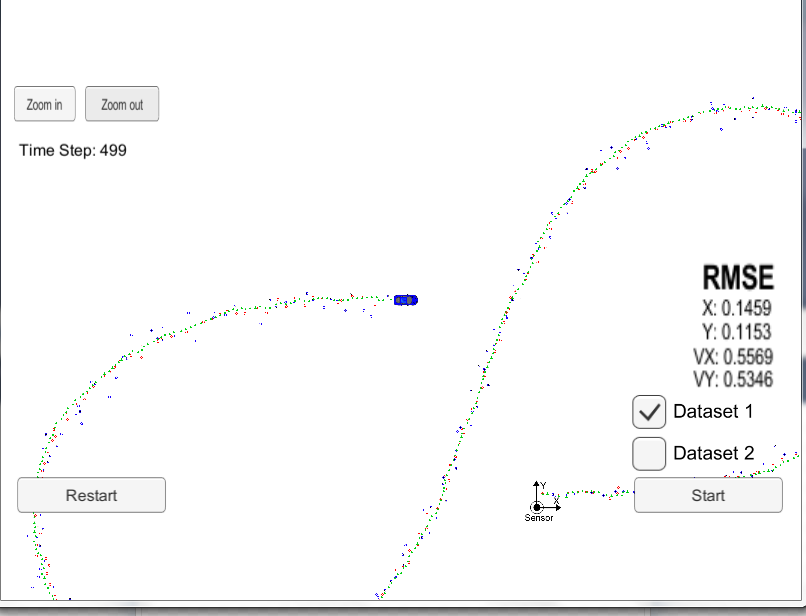 Zoom in
Zoom out
Time Step: 499
RMSE
X: 0.1459
Y: 0.1153
VX: 0.5569
VY: 0.5346
Dataset 1
Dataset 2
Restart
Y
X
Sensor
Start